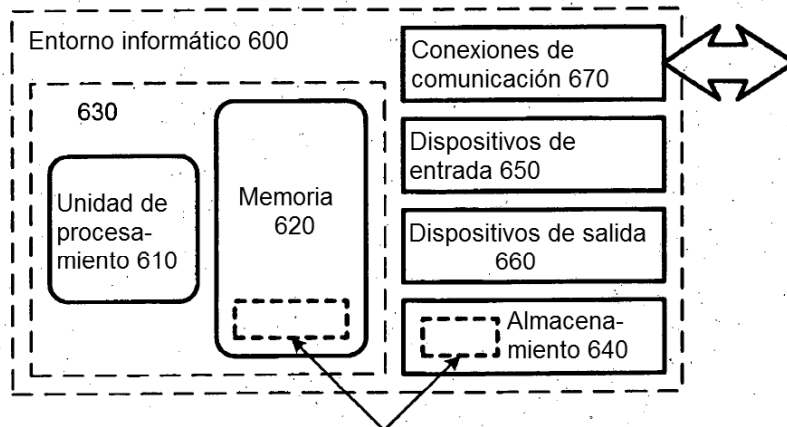 Entorno informático 600
630
Unidad de
procesa-
miento 610
Memoria
620
Conexiones de
comunicación 670
Dispositivos de
entrada 650
Dispositivos de salida
660
Almacena-
miento 640